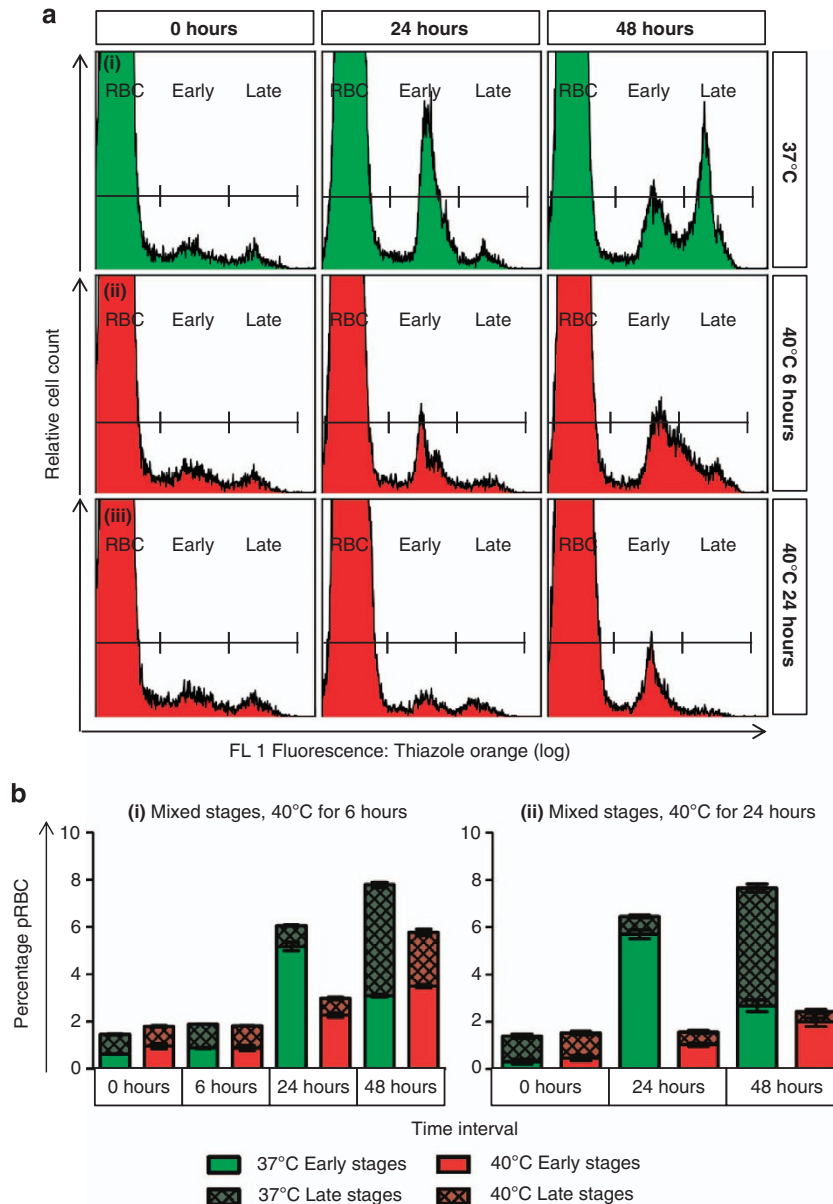 a
0 hours 24 hours 48 hours
(i)
RBC Early Late
RBC Early Late
RBC Early Late
37°C
(ii)
RBC Early Late
RBC Early Late
RBC Early Late
40°C 6 hours
(iii)
RBC Early Late
RBC Early Late
RBC Early Late
40°C 24 hours
Relative cell count
FL 1 Fluorescence: Thiazole orange (log)
b
(i) Mixed stages, 40°C for 6 hours
10
8
6
4
2
0
0 hours 6 hours 24 hours 48 hours
Percentage pRBC
(ii) Mixed stages, 40°C for 24 hours
10
8
6
4
2
0
0 hours 24 hours 48 hours
Time interval
37°C Early stages 40°C Early stages
37°C Late stages 40°C Late stages